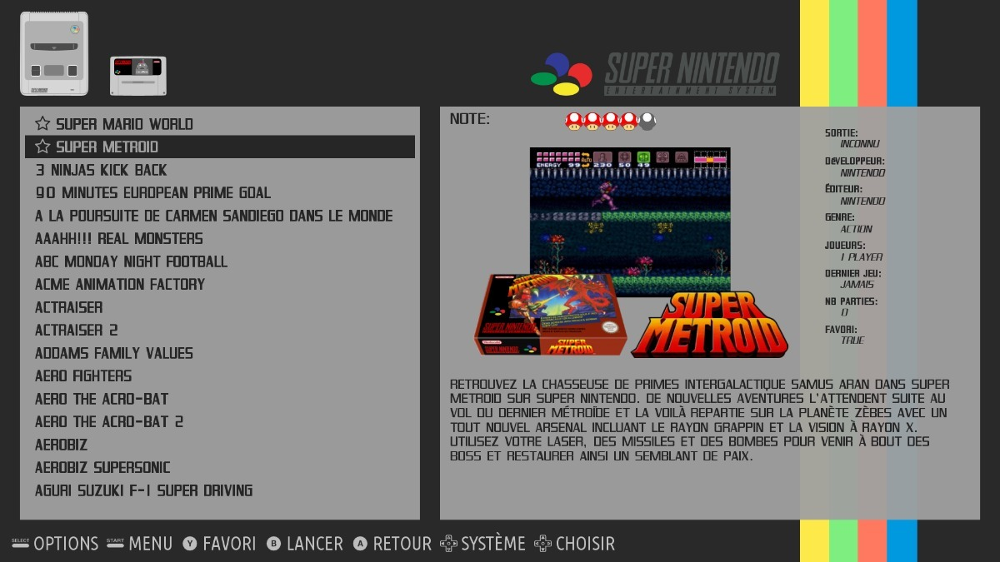 SUPER NINTENDO
ENTERTAINMENT SYSTEM
☆ SUPER MARIO WORLD
☆ SUPER METROID
3 NINJAS KICK BACK
90 MINUTES EUROPEAN PRIME GOAL
A LA POURSUITE DE CARMEN SANDIEGO DANS LE MONDE
AAAHH!!! REAL MONSTERS
ABC MONDAY NIGHT FOOTBALL
ACME ANIMATION FACTORY
ACTRAISER
ACTRAISER 2
ADDAMS FAMILY VALUES
AERO FIGHTERS
AERO THE ACRO-BAT
AERO THE ACRO-BAT 2
AEROBIZ
AEROBIZ SUPERSONIC
AGURI SUZUKI F-1 SUPER DRIVING
NOTE:
ENERGY 99 AUTO 230 50 49
SUPER METROID
SUPER NINTENDO
Nintendo
SUPER METROID
SUPER
METROID
SORTIE:
INCONNU
DéVELOPPEUR:
NINTENDO
ÉDITEUR:
NINTENDO
GENRE:
ACTION
JOUEURS:
1 PLAYER
DERNIER JEU:
JAMAIS
NB PARTIES:
0
FAVORI:
TRUE
RETROUVEZ LA CHASSEUSE DE PRIMES INTERGALACTIQUE SAMUS ARAN DANS SUPER
METROID SUR SUPER NINTENDO. DE NOUVELLES AVENTURES L'ATTENDENT SUITE AU
VOL DU DERNIER MÉTROÏDE ET LA VOILÀ REPARTIE SUR LA PLANÈTE ZÈBES AVEC UN
TOUT NOUVEL ARSENAL INCLUANT LE RAYON GRAPPIN ET LA VISION À RAYON X.
UTILISEZ VOTRE LASER, DES MISSILES ET DES BOMBES POUR VENIR À BOUT DES
BOSS ET RESTAURER AINSI UN SEMBLANT DE PAIX.
SELECT OPTIONS START MENU Y FAVORI B LANCER A RETOUR SYSTÈME CHOISIR